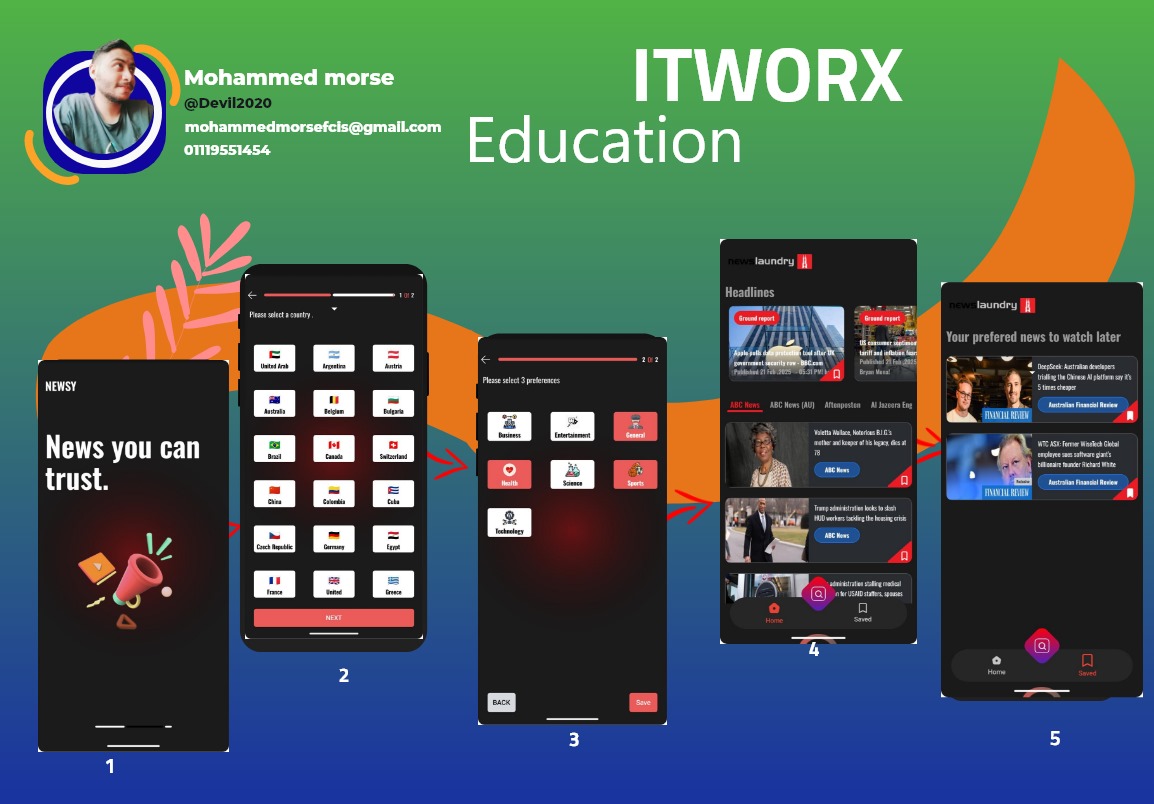 Mohammed morse
@Devil2020
mohammedmorsefcis@gmail.com
01119551454
ITWORX
Education
NEWSY
News you can
trust.
1
1 Of 2
Please select a country .
United Arab
Argentina
Austria
Australia
Belgium
Bulgaria
Brazil
Canada
Switzerland
China
Colombia
Cuba
Czech Republic
Germany
Egypt
France
United
Greece
NEXT
2
2 Of 2
Please select 3 preferences
Business
Entertainment
General
Health
Science
Sports
Technology
BACK
Save
3
newslaundry
Headlines
Ground report
Apple pulls data protection tool after UK
government security row - BBC.com
Published 21 Feb ,2025 - 05:31 PM
Ground report
US consumer sentiment
tariff and inflation fears
Published 21 Feb ,2025
Bryan Mena
ABC News
ABC News (AU)
Aftenposten
Al Jazeera Eng
Voletta Wallace, Notorious B.I.G.'s
mother and keeper of his legacy, dies at
78
ABC News
Trump administration looks to slash
HUD workers tackling the housing crisis
ABC News
administration stalling medical
for USAID staffers, spouses
Home
Saved
4
newslaundry
Your prefered news to watch later
DeepSeek: Australian developers
trialling the Chinese AI platform say it's
5 times cheaper
FINANCIAL REVIEW
Australian Financial Review
WTC ASX: Former WiseTech Global
employee sues software giant's
billionaire founder Richard White
FINANCIAL REVIEW
Australian Financial Review
Home
Saved
5